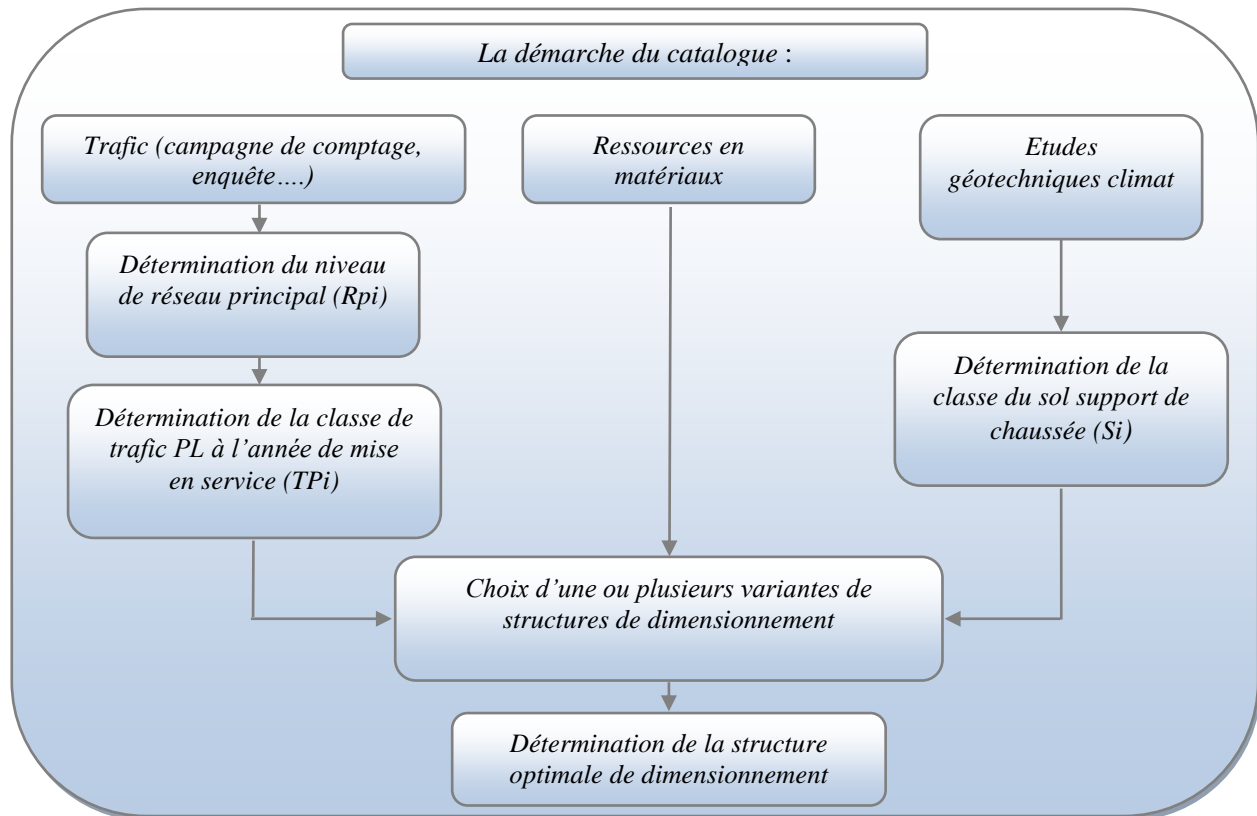 La démarche du catalogue :
Trafic (campagne de comptage,
enquête….)
Ressources en
matériaux
Etudes
géotechniques climat
Détermination du niveau
de réseau principal (Rpi)
Détermination de la
classe du sol support de
chaussée (Si)
Détermination de la classe de
trafic PL à l’année de mise
en service (TPi)
Choix d’une ou plusieurs variantes de
structures de dimensionnement
Détermination de la structure
optimale de dimensionnement